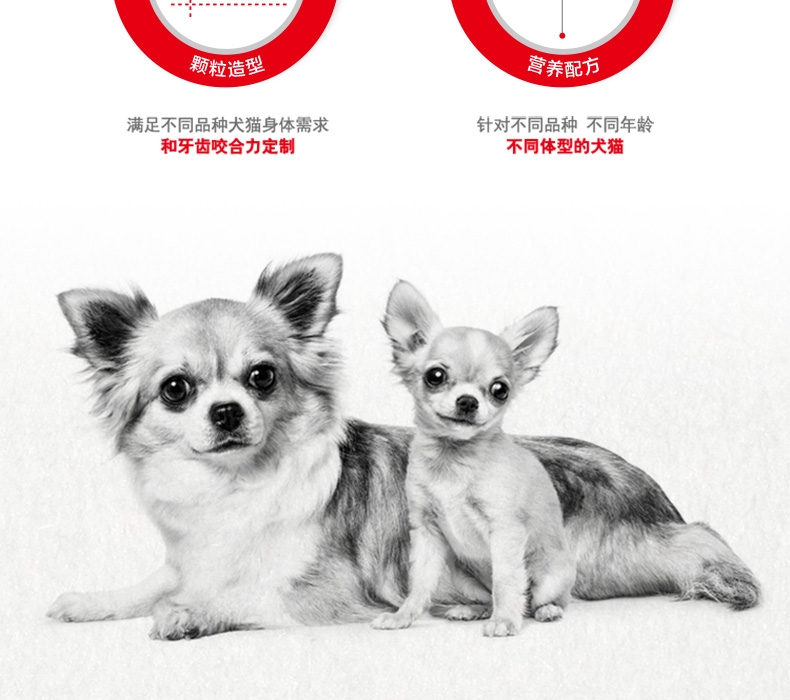 颗粒造型
营养配方
满足不同品种犬猫身体需求
和牙齿咬合力定制
针对不同品种 不同年龄
不同体型的犬猫